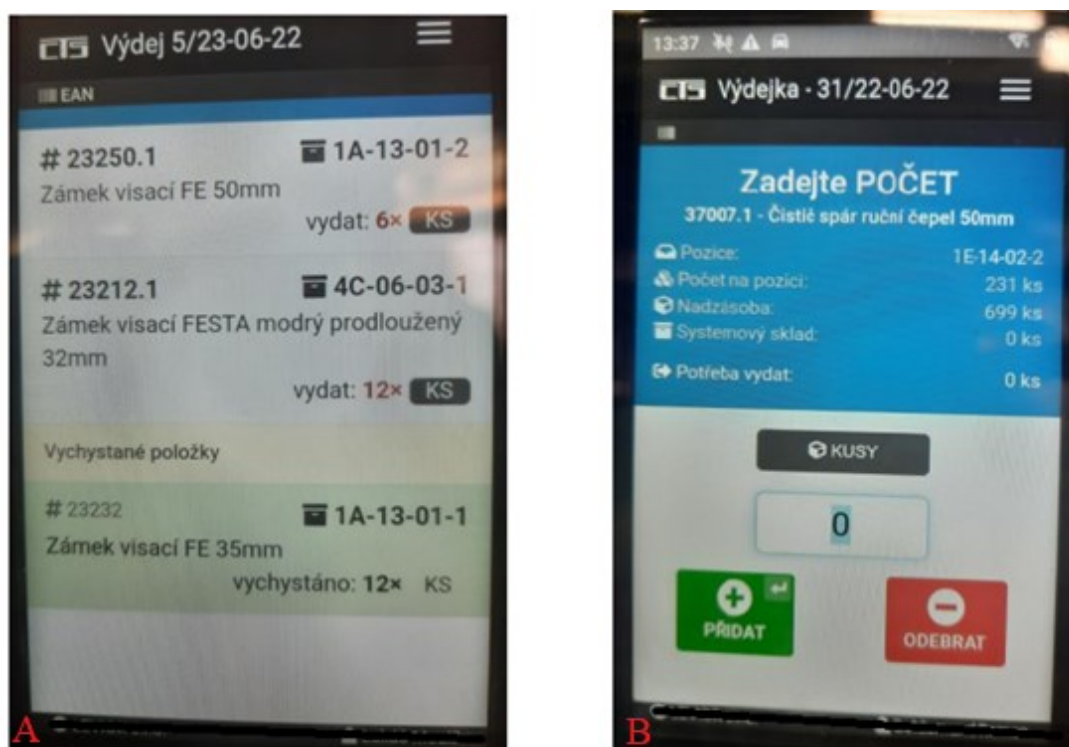 CTS Výdej 5/23-06-22
EAN
# 23250.1 1A-13-01-2
Zámek visací FE 50mm
vydat: 6× KS
# 23212.1 4C-06-03-1
Zámek visací FESTA modrý prodloužený
32mm
vydat: 12× KS
Vychystané položky
# 23232 1A-13-01-1
Zámek visací FE 35mm
vychystáno: 12× KS
A
13:37
CTS Výdejka - 31/22-06-22
Zadejte POČET
37007.1 - Čistič spár ruční čepel 50mm
Pozice: 1E-14-02-2
Počet na pozici: 231 ks
Nadzásoba: 699 ks
Systemový sklad: 0 ks
Potřeba vydat: 0 ks
KUSY
0
PŘIDAT
ODEBRAT
B